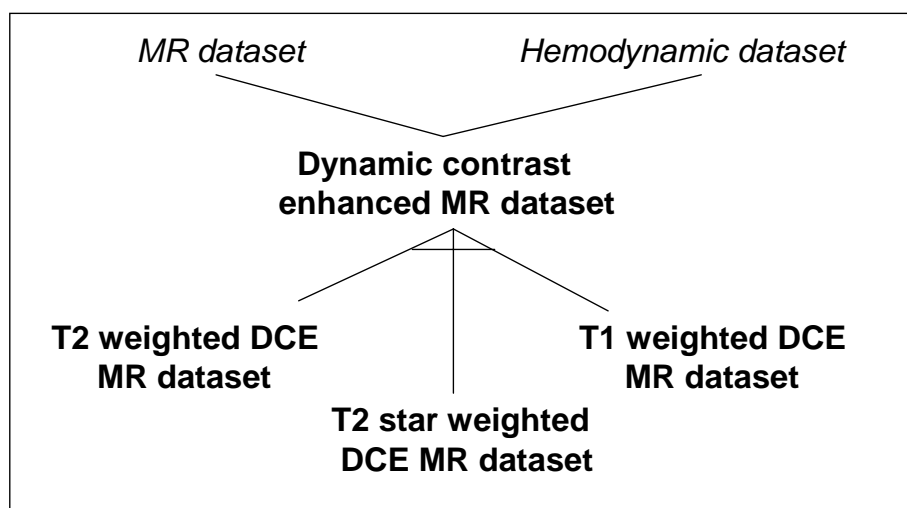 MR dataset
Hemodynamic dataset
Dynamic contrast
enhanced MR dataset
T2 weighted DCE
MR dataset
T1 weighted DCE
MR dataset
T2 star weighted
DCE MR dataset